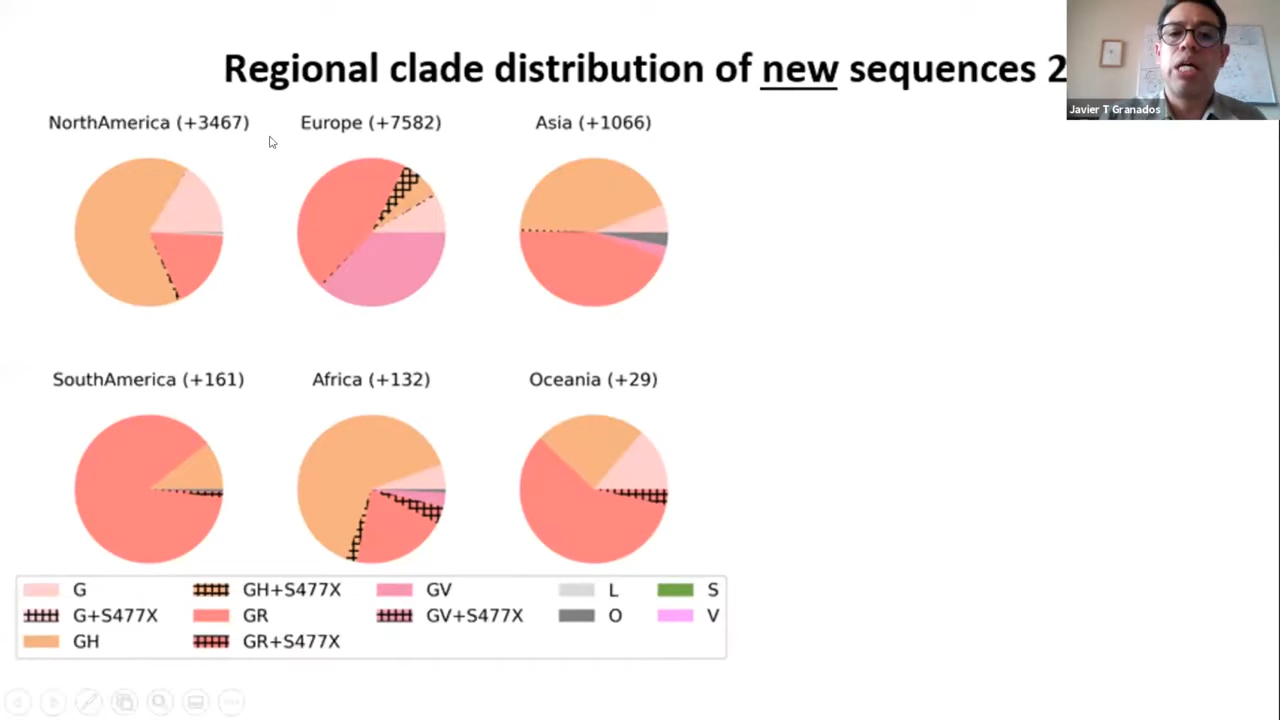 Regional clade distribution of new sequences 2
Javier T Granados
NorthAmerica (+3467)
Europe (+7582)
Asia (+1066)
SouthAmerica (+161)
Africa (+132)
Oceania (+29)
G
GH+S477X
GV
L
S
G+S477X
GR
GV+S477X
O
V
GH
GR+S477X